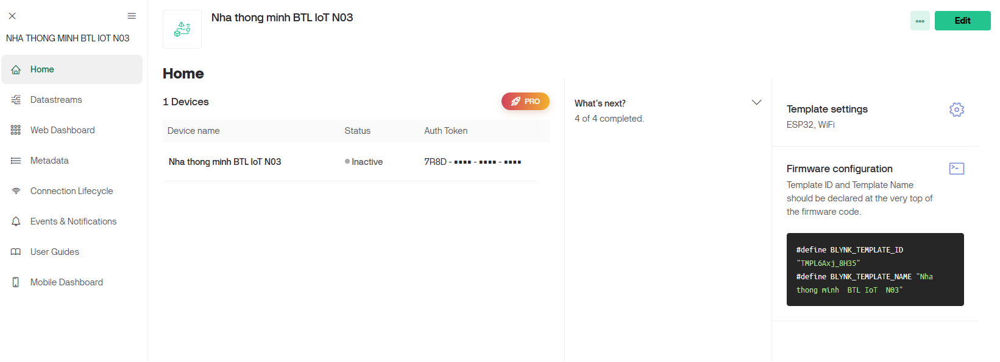 NHA THONG MINH BTL IOT N03
Home
Datastreams
Web Dashboard
Metadata
Connection Lifecycle
Events & Notifications
User Guides
Mobile Dashboard
Nha thong minh BTL IoT N03
Edit
Home
1 Devices
PRO
Device name Status Auth Token
Nha thong minh BTL IoT N03 Inactive 7R8D - ▪▪▪▪ - ▪▪▪▪ - ▪▪▪▪
What's next?
4 of 4 completed.
Template settings
ESP32, WiFi
Firmware configuration
Template ID and Template Name
should be declared at the very top of
the firmware code.
#define BLYNK_TEMPLATE_ID
"TMPL6Axj_8H35"
#define BLYNK_TEMPLATE_NAME "Nha
thong minh  BTL IoT  N03"